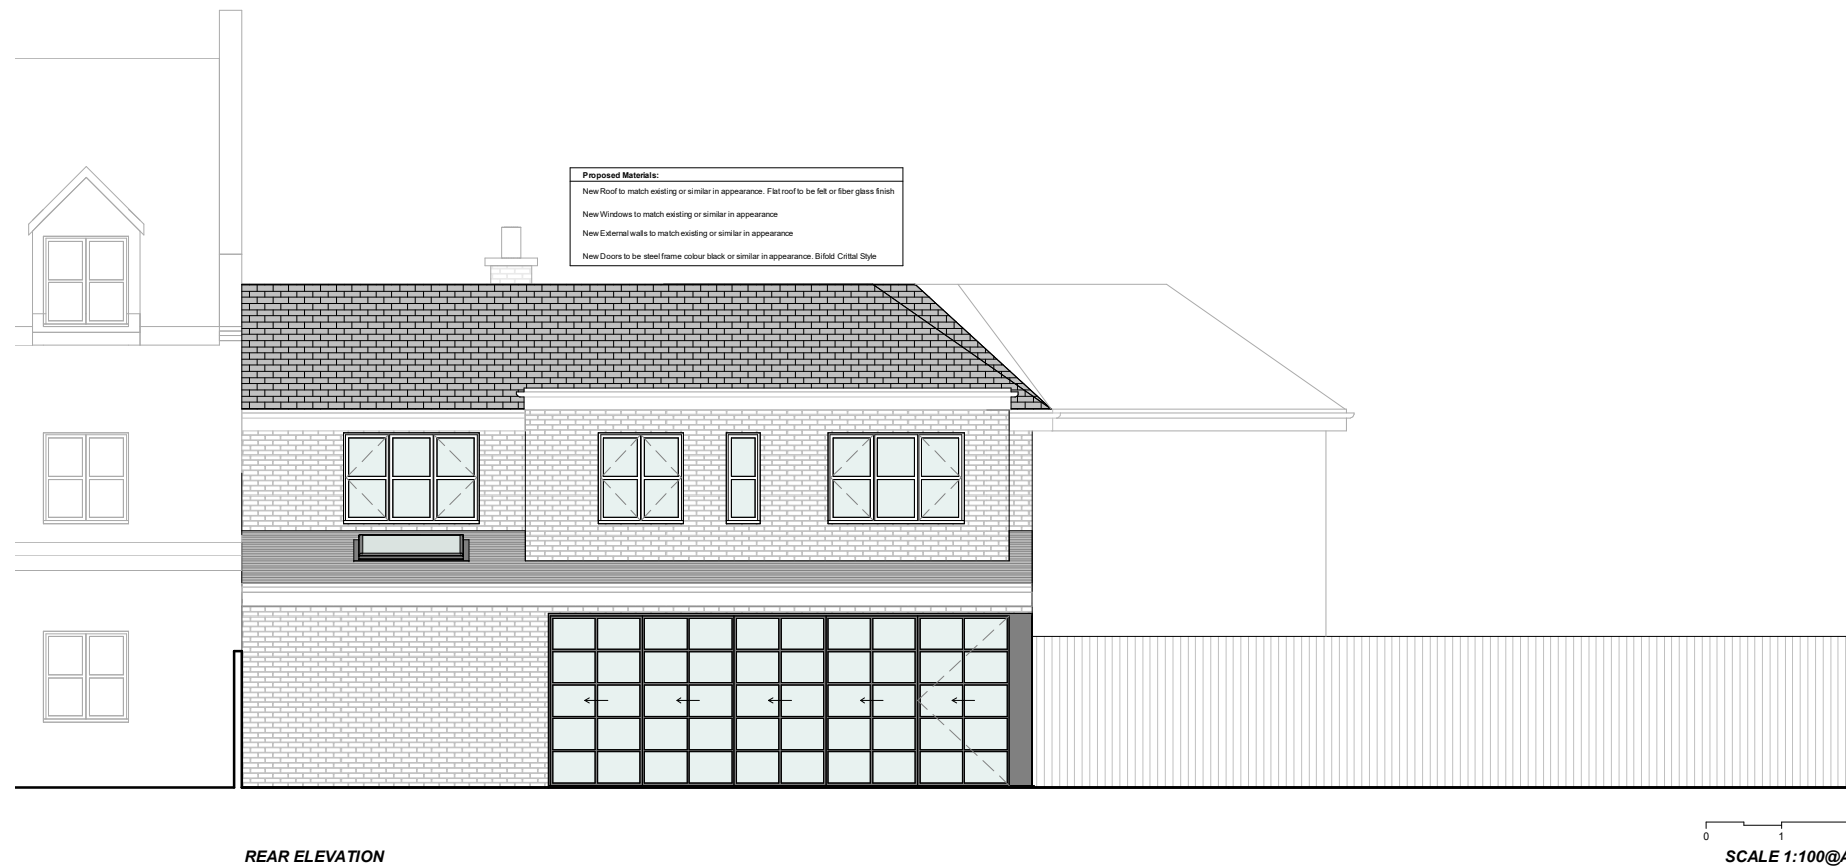 Proposed Materials:
New Roof to match existing or similar in appearance. Flat roof to be felt or fiber glass finish
New Windows to match existing or similar in appearance
New External walls to match existing or similar in appearance
New Doors to be steel frame colour black or similar in appearance. Bifold Crittal Style
0 1
REAR ELEVATION
SCALE 1:100@A